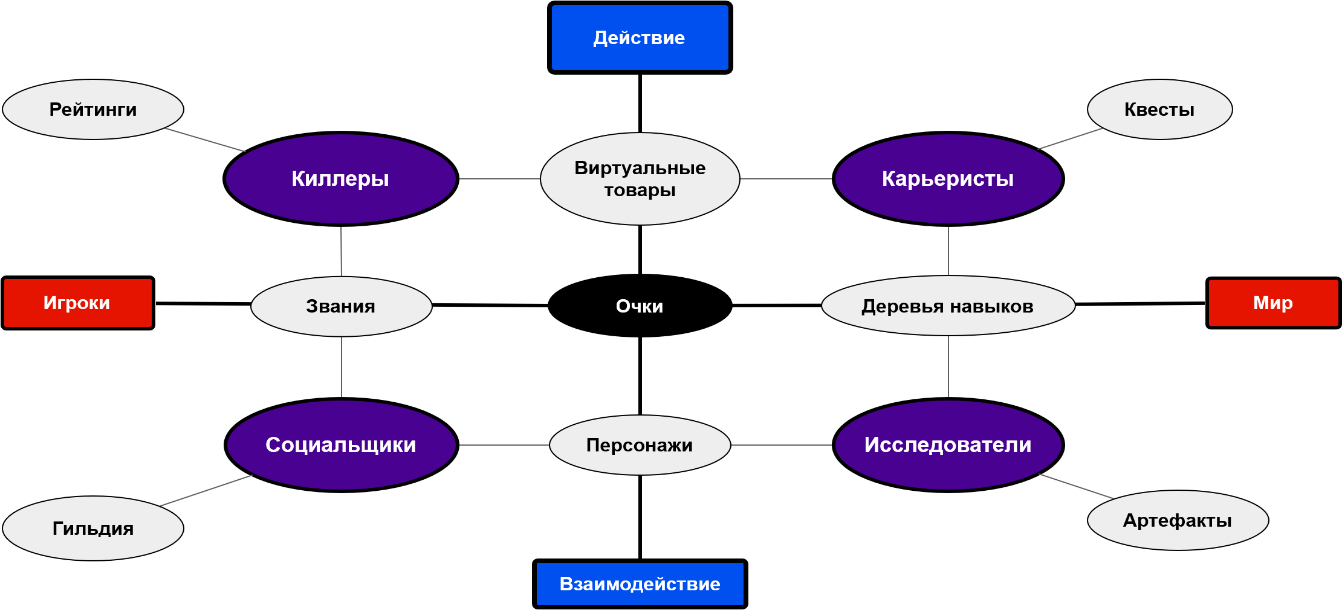 Действие
Рейтинги
Квесты
Киллеры
Виртуальные
товары
Карьеристы
Игроки
Звания
Очки
Деревья навыков
Мир
Социальщики
Персонажи
Исследователи
Гильдия
Артефакты
Взаимодействие